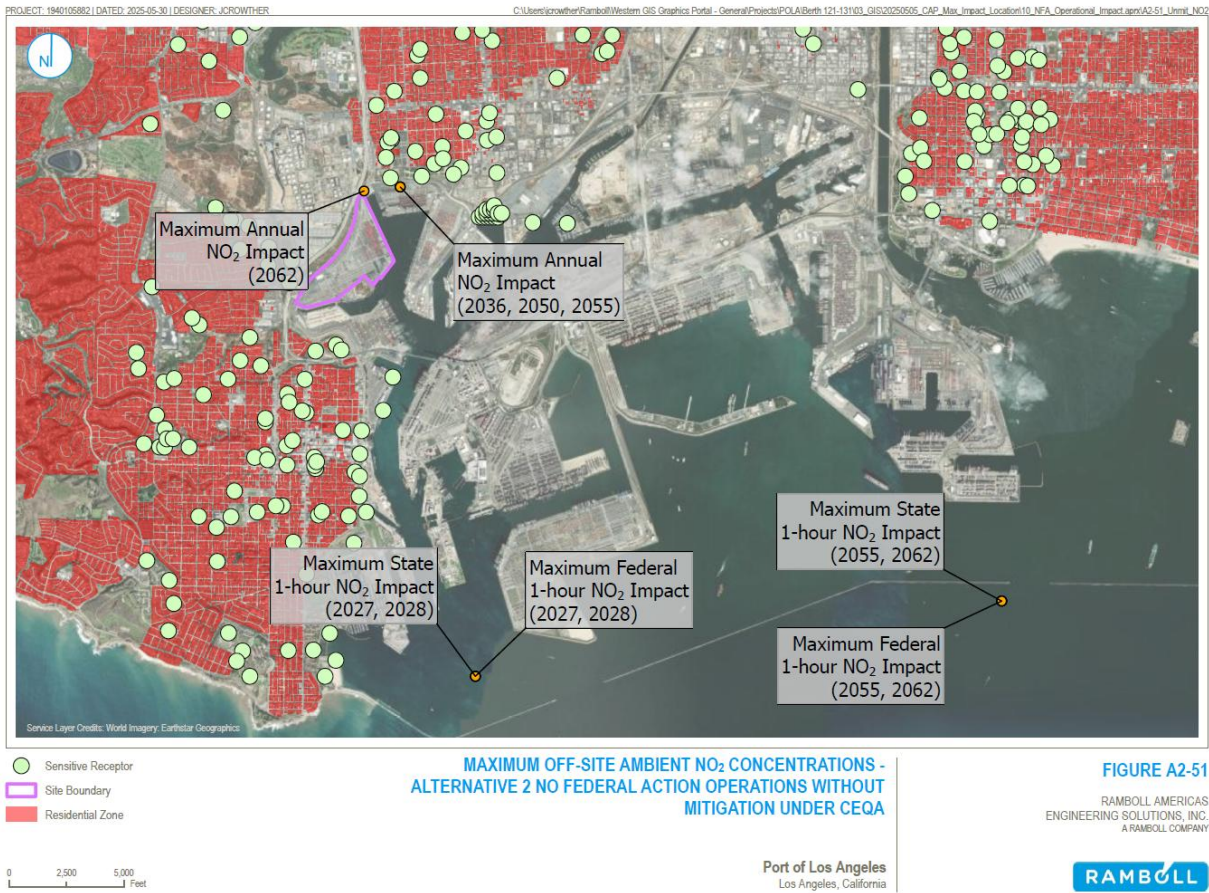 PROJECT: 1940105882 | DATED: 2025-05-30 | DESIGNER: JCROWTHER
C:\Users\jcrowther\Ramboll\Western GIS Graphics Portal - General\Projects\POLA\Berth 121-131\03_GIS\20250505_CAP_Max_Impact_Location\10_NFA_Operational_Impact.aprx\A2-51_Unmit_NO2
N
Maximum Annual
NO₂ Impact
(2062)
Maximum Annual
NO₂ Impact
(2036, 2050, 2055)
Maximum State
1-hour NO₂ Impact
(2055, 2062)
Maximum State
1-hour NO₂ Impact
(2027, 2028)
Maximum Federal
1-hour NO₂ Impact
(2027, 2028)
Maximum Federal
1-hour NO₂ Impact
(2055, 2062)
Service Layer Credits: World Imagery: Earthstar Geographics
Sensitive Receptor
Site Boundary
Residential Zone
0 2,500 5,000
Feet
MAXIMUM OFF-SITE AMBIENT NO₂ CONCENTRATIONS -
ALTERNATIVE 2 NO FEDERAL ACTION OPERATIONS WITHOUT
MITIGATION UNDER CEQA
Port of Los Angeles
Los Angeles, California
FIGURE A2-51
RAMBOLL AMERICAS
ENGINEERING SOLUTIONS, INC.
A RAMBOLL COMPANY
RAMBOLL